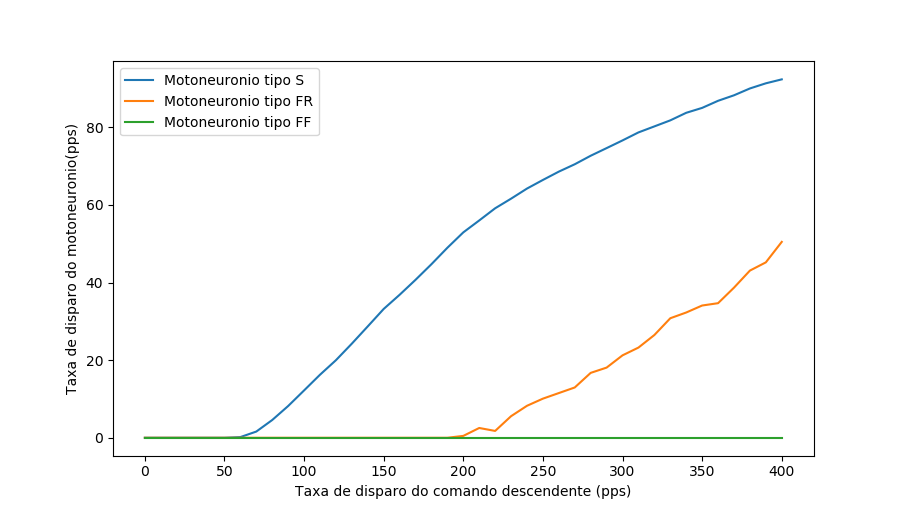 Motoneuronio tipo S
Motoneuronio tipo FR
Motoneuronio tipo FF
80
60
40
20
0
Taxa de disparo do motoneuronio(pps)
0 50 100 150 200 250 300 350 400
Taxa de disparo do comando descendente (pps)